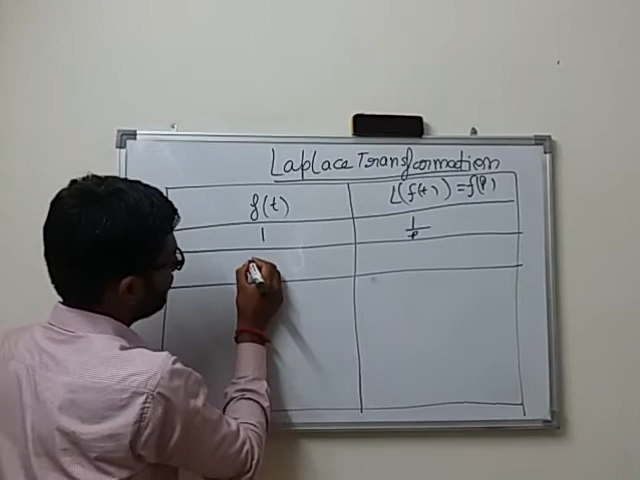 Laplace Transformation
f(t) L(f(t)) = f(p)
1 1/p